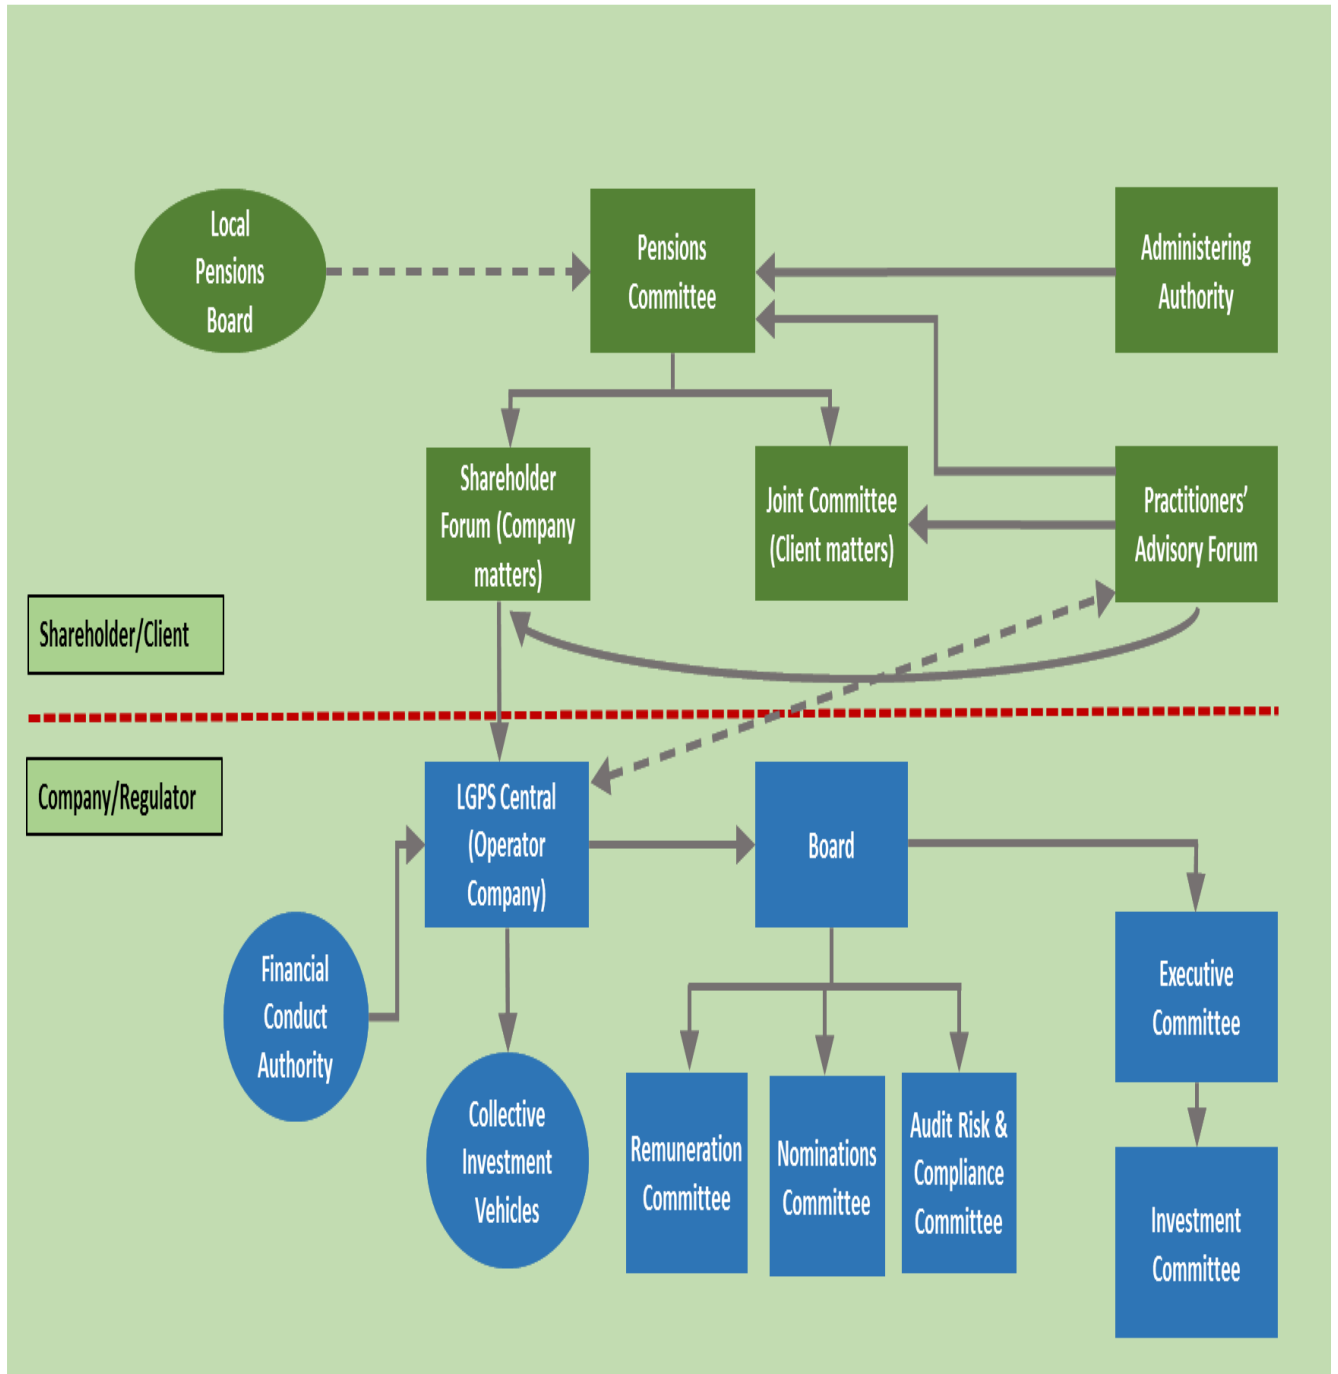 Local
Pensions
Board
Pensions
Committee
Administering
Authority
Shareholder
Forum (Company
matters)
Joint Committee
(Client matters)
Practitioners’
Advisory Forum
Shareholder/Client
Company/Regulator
LGPS Central
(Operator
Company)
Board
Financial
Conduct
Authority
Executive
Committee
Collective
Investment
Vehicles
Remuneration
Committee
Nominations
Committee
Audit Risk &
Compliance
Committee
Investment
Committee